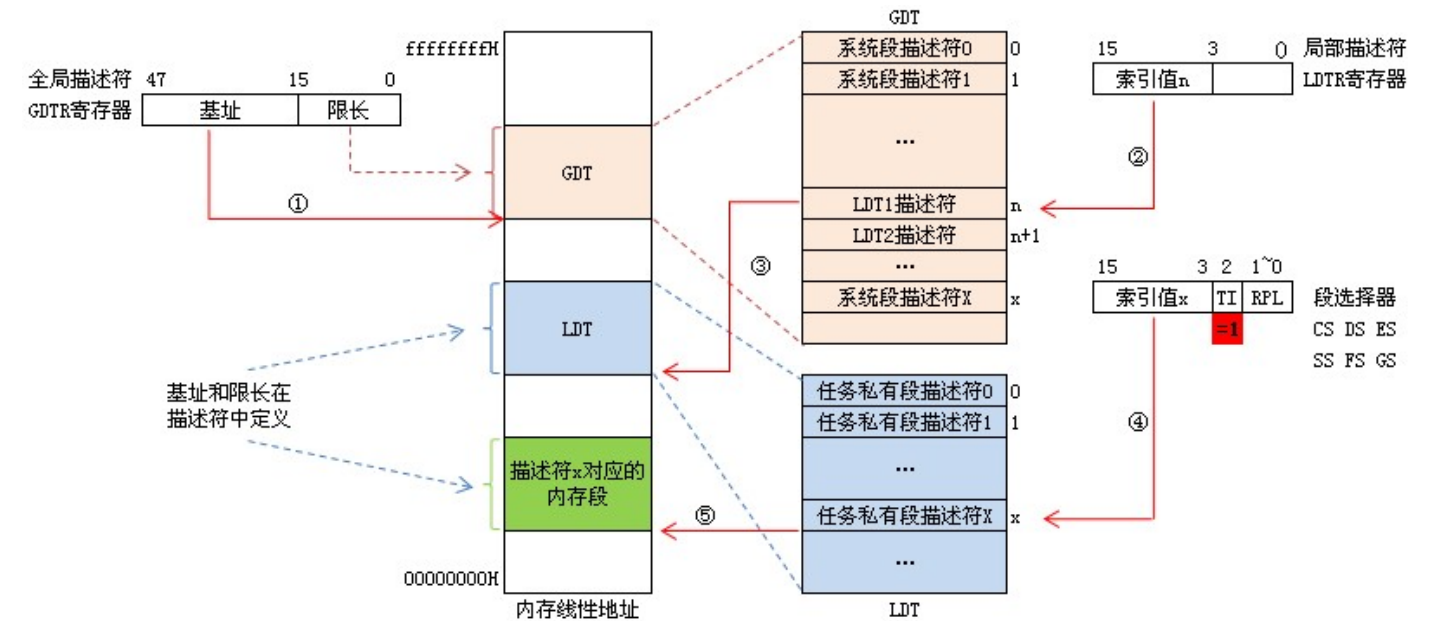 GDT
ffffffffH
系统段描述符0 0
系统段描述符1 1
...
LDT1描述符 n
LDT2描述符 n+1
...
系统段描述符X x
全局描述符 47 15 0
GDTR寄存器 基址 限长
15 3 0 局部描述符
索引值n LDTR寄存器
①
②
③
GDT
15 3 2 1~0
索引值x TI RPL 段选择器
=1 CS DS ES
SS FS GS
LDT
基址和限长在
描述符中定义
任务私有段描述符0 0
任务私有段描述符1 1
...
任务私有段描述符X x
...
④
⑤
描述符x对应的
内存段
00000000H
内存线性地址
LDT